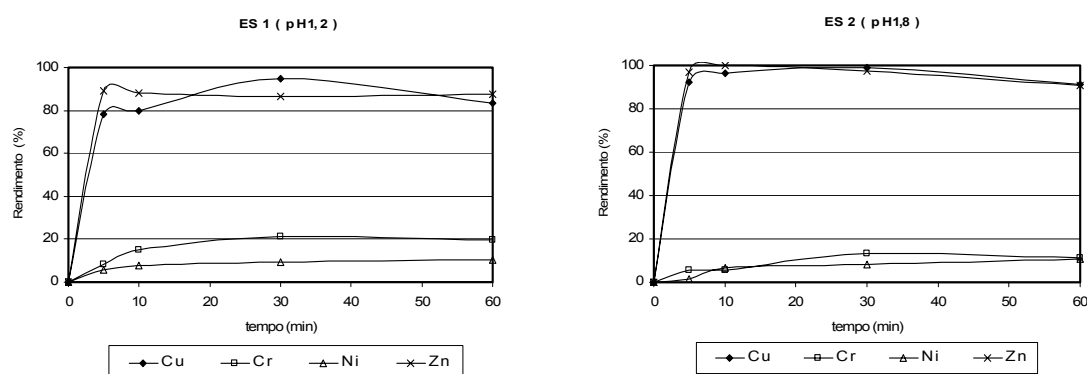 ES 1 ( pH1,2 )
Rendimento (%)
100
80
60
40
20
0
0 10 20 30 40 50 60
tempo (min)
Cu Cr Ni Zn
ES 2 ( pH1,8)
Rendimento (%)
100
80
60
40
20
0
0 10 20 30 40 50 60
tempo (min)
Cu Cr Ni Zn